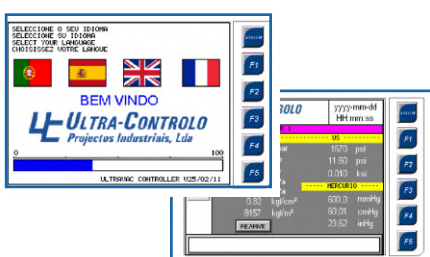 SELECCIONE O SEU IDIOMA
SELECCIONE SU IDIOMA
SELECT YOUR LANGUAGE
CHOISISSEZ VOTRE LANGUE
BEM VINDO
UC ULTRA-CONTROLO
Projectos Industriais, Lda
0 100
ULTRAVAC CONTROLLER V25/02/11
F1
F2
F3
F4
F5
ROLO
yyyy-mm-dd
HH:mm:ss
US
psi
11.60 psi
0.010 ksi
MERCURIO
0.82 kgf/cm² 600,0 mmHg
8157 kgf/m² 60,01 cmHg
23,62 inHg
REARME
F1
F2
F3
F4
F5